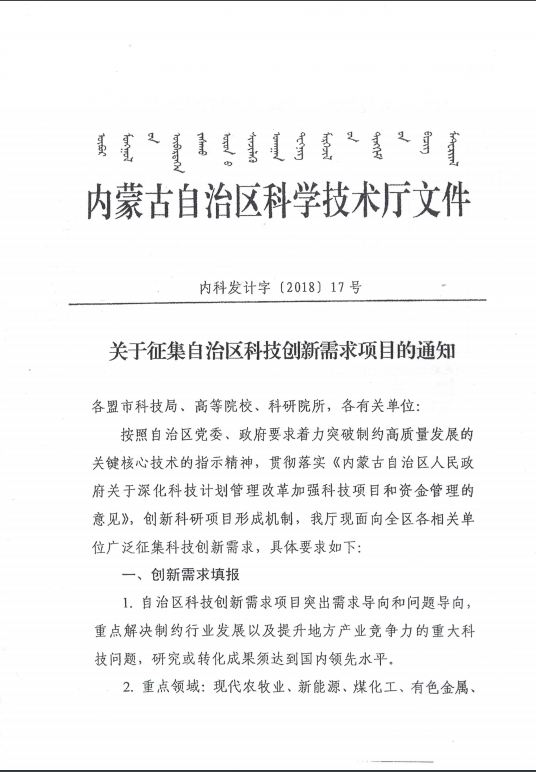 内蒙古自治区科学技术厅文件
内科发计字〔2018〕17号
关于征集自治区科技创新需求项目的通知
各盟市科技局、高等院校、科研院所，各有关单位：
按照自治区党委、政府要求着力突破制约高质量发展的
关键核心技术的指示精神，贯彻落实《内蒙古自治区人民政
府关于深化科技计划管理改革加强科技项目和资金管理的
意见》，创新科研项目形成机制，我厅现面向全区各相关单
位广泛征集科技创新需求，具体要求如下：
一、创新需求填报
1. 自治区科技创新需求项目突出需求导向和问题导向，
重点解决制约行业发展以及提升地方产业竞争力的重大科
技问题，研究或转化成果须达到国内领先水平。
2. 重点领域：现代农牧业、新能源、煤化工、有色金属、